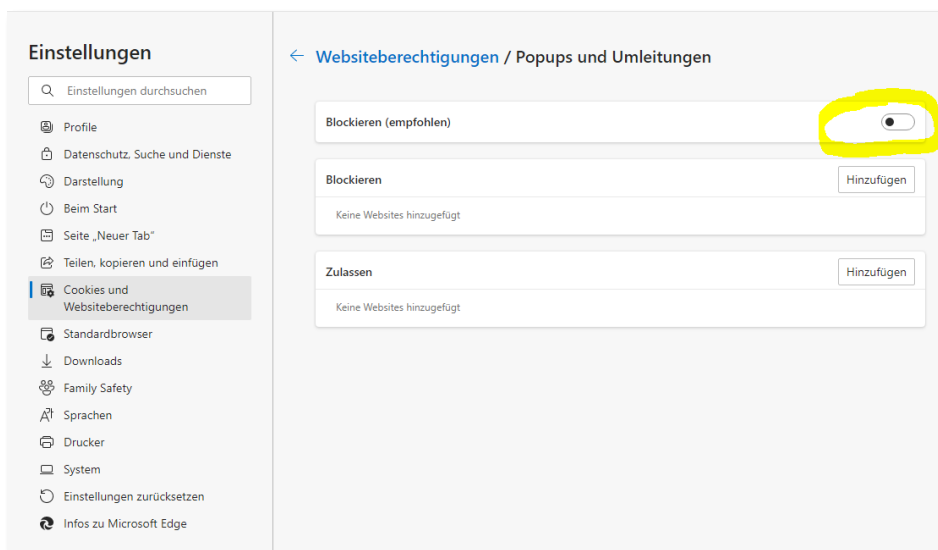 Einstellungen
Einstellungen durchsuchen
Profile
Datenschutz, Suche und Dienste
Darstellung
Beim Start
Seite „Neuer Tab“
Teilen, kopieren und einfügen
Cookies und
Websiteberechtigungen
Standardbrowser
Downloads
Family Safety
Sprachen
Drucker
System
Einstellungen zurücksetzen
Infos zu Microsoft Edge
Websiteberechtigungen / Popups und Umleitungen
Blockieren (empfohlen)
Blockieren Hinzufügen
Keine Websites hinzugefügt
Zulassen Hinzufügen
Keine Websites hinzugefügt